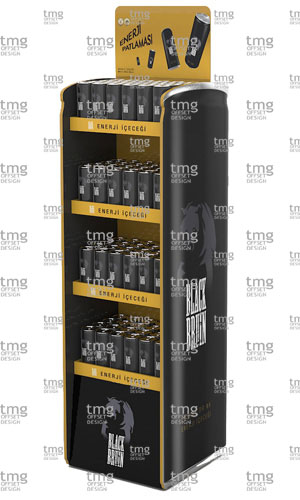 ENERJİ
PATLAMASI
ENERJİ İÇECEĞİ
ENERJİ İÇECEĞİ
ENERJİ İÇECEĞİ
ENERJİ İÇECEĞİ
BLACK
BRUIN
BLACK
BRUIN
tmg
OFFSET
DESIGN